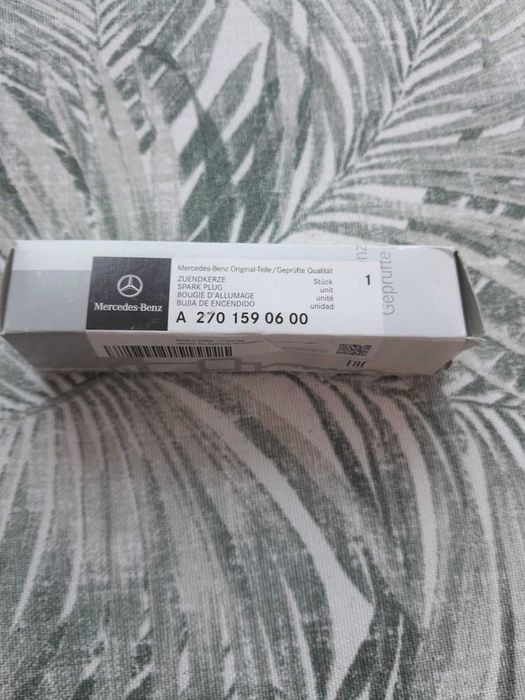 Mercedes-Benz
Mercedes-Benz Original-Teile/Geprüfte Qualität
ZUENDKERZE Stück 1
SPARK PLUG unit
BOUGIE D'ALLUMAGE unité
BUJIA DE ENCENDIDO unidad
A 270 159 06 00
Geprüfte
EAC